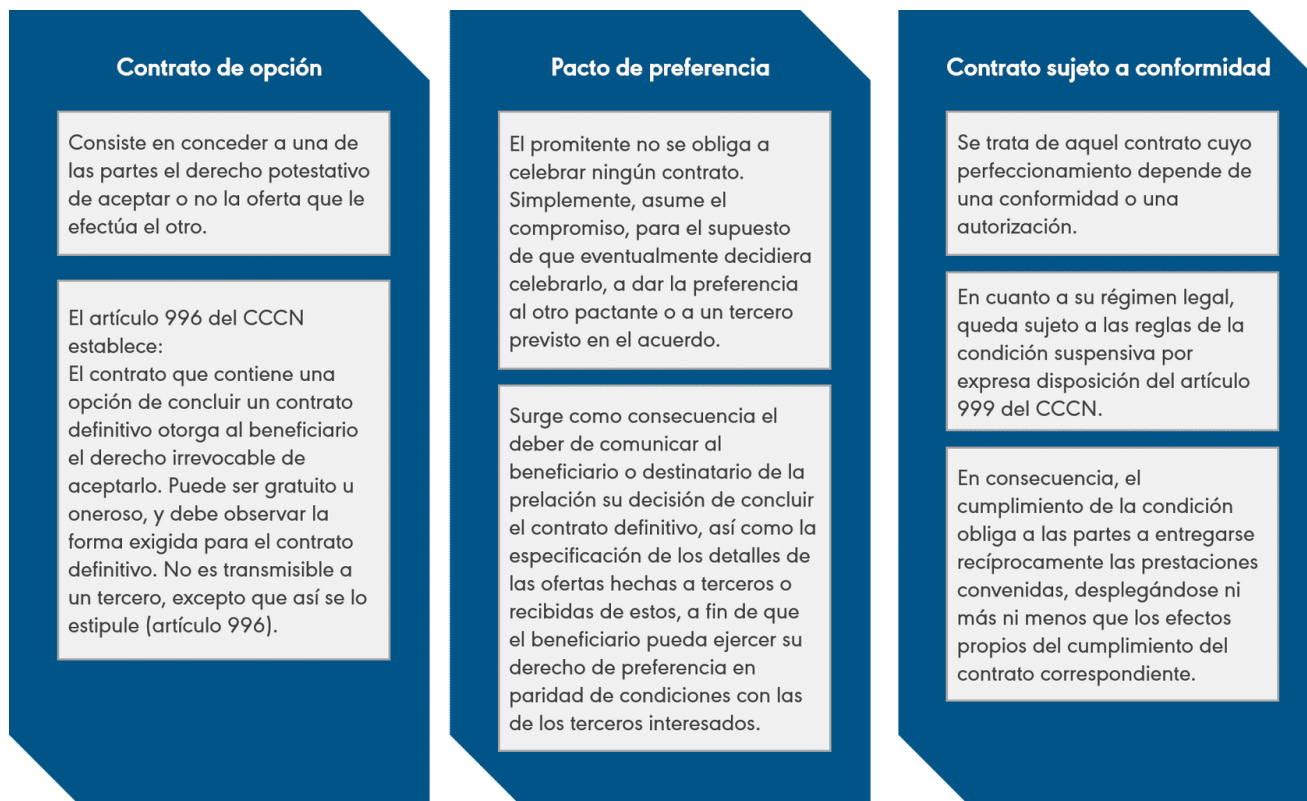 Contrato de opción
Consiste en conceder a una de
las partes el derecho potestativo
de aceptar o no la oferta que le
efectúa el otro.
El artículo 996 del CCCN
establece:
El contrato que contiene una
opción de concluir un contrato
definitivo otorga al beneficiario
el derecho irrevocable de
aceptarlo. Puede ser gratuito u
oneroso, y debe observar la
forma exigida para el contrato
definitivo. No es transmisible a
un tercero, excepto que así se lo
estipule (artículo 996).
Pacto de preferencia
El promitente no se obliga a
celebrar ningún contrato.
Simplemente, asume el
compromiso, para el supuesto
de que eventualmente decidiera
celebrarlo, a dar la preferencia
al otro pactante o a un tercero
previsto en el acuerdo.
Surge como consecuencia el
deber de comunicar al
beneficiario o destinatario de la
prelación su decisión de concluir
el contrato definitivo, así como la
especificación de los detalles de
las ofertas hechas a terceros o
recibidas de estos, a fin de que
el beneficiario pueda ejercer su
derecho de preferencia en
paridad de condiciones con las
de los terceros interesados.
Contrato sujeto a conformidad
Se trata de aquel contrato cuyo
perfeccionamiento depende de
una conformidad o una
autorización.
En cuanto a su régimen legal,
queda sujeto a las reglas de la
condición suspensiva por
expresa disposición del artículo
999 del CCCN.
En consecuencia, el
cumplimiento de la condición
obliga a las partes a entregarse
recíprocamente las prestaciones
convenidas, desplegándose ni
más ni menos que los efectos
propios del cumplimiento del
contrato correspondiente.